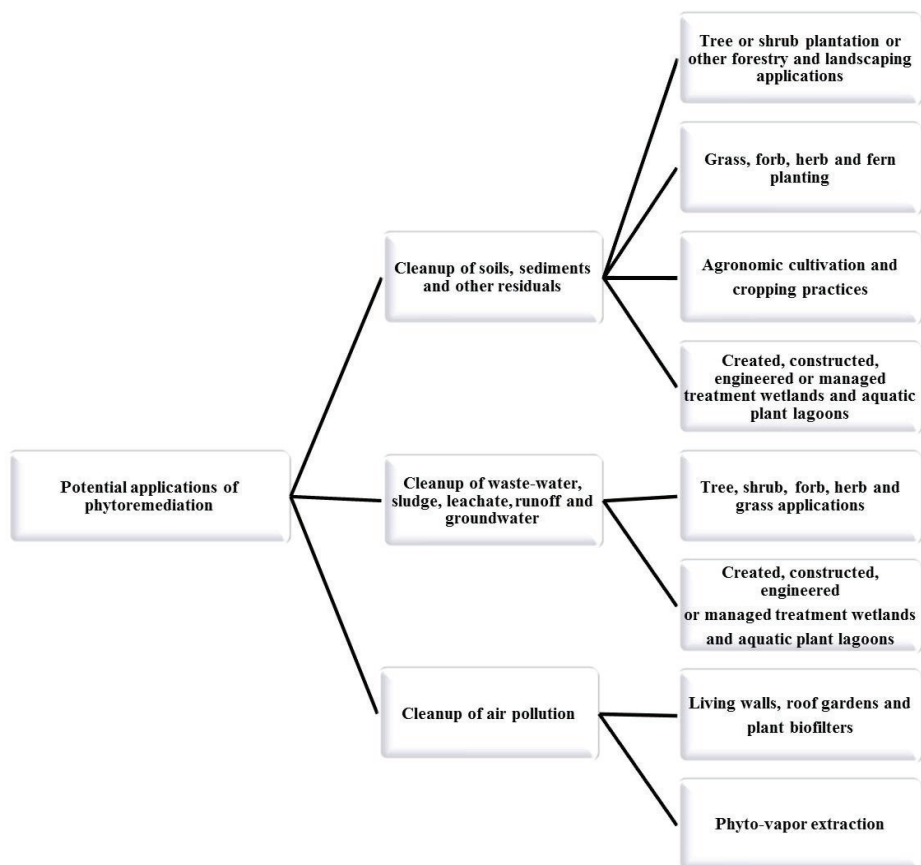 Tree or shrub plantation or
other forestry and landscaping
applications
Grass, forb, herb and fern
planting
Cleanup of soils, sediments
and other residuals
Agronomic cultivation and
cropping practices
Created, constructed,
engineered or managed
treatment wetlands and aquatic
plant lagoons
Potential applications of
phytoremediation
Cleanup of waste-water,
sludge, leachate, runoff and
groundwater
Tree, shrub, forb, herb and
grass applications
Created, constructed,
engineered
or managed treatment wetlands
and aquatic plant lagoons
Cleanup of air pollution
Living walls, roof gardens and
plant biofilters
Phyto-vapor extraction